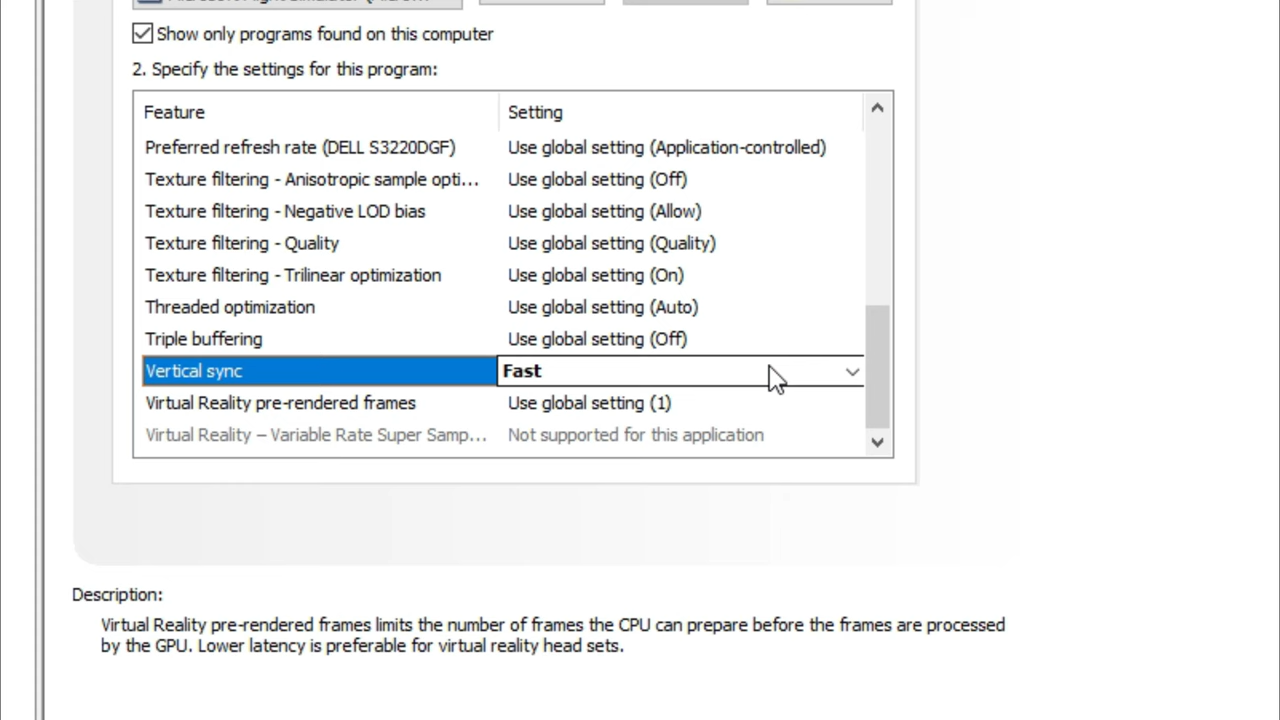 Microsoft Flight Simulator (Micro...
Show only programs found on this computer
2. Specify the settings for this program:
Feature Setting
Preferred refresh rate (DELL S3220DGF) Use global setting (Application-controlled)
Texture filtering - Anisotropic sample opti... Use global setting (Off)
Texture filtering - Negative LOD bias Use global setting (Allow)
Texture filtering - Quality Use global setting (Quality)
Texture filtering - Trilinear optimization Use global setting (On)
Threaded optimization Use global setting (Auto)
Triple buffering Use global setting (Off)
Vertical sync Fast
Virtual Reality pre-rendered frames Use global setting (1)
Virtual Reality – Variable Rate Super Samp... Not supported for this application
Description:
Virtual Reality pre-rendered frames limits the number of frames the CPU can prepare before the frames are processed
by the GPU. Lower latency is preferable for virtual reality head sets.